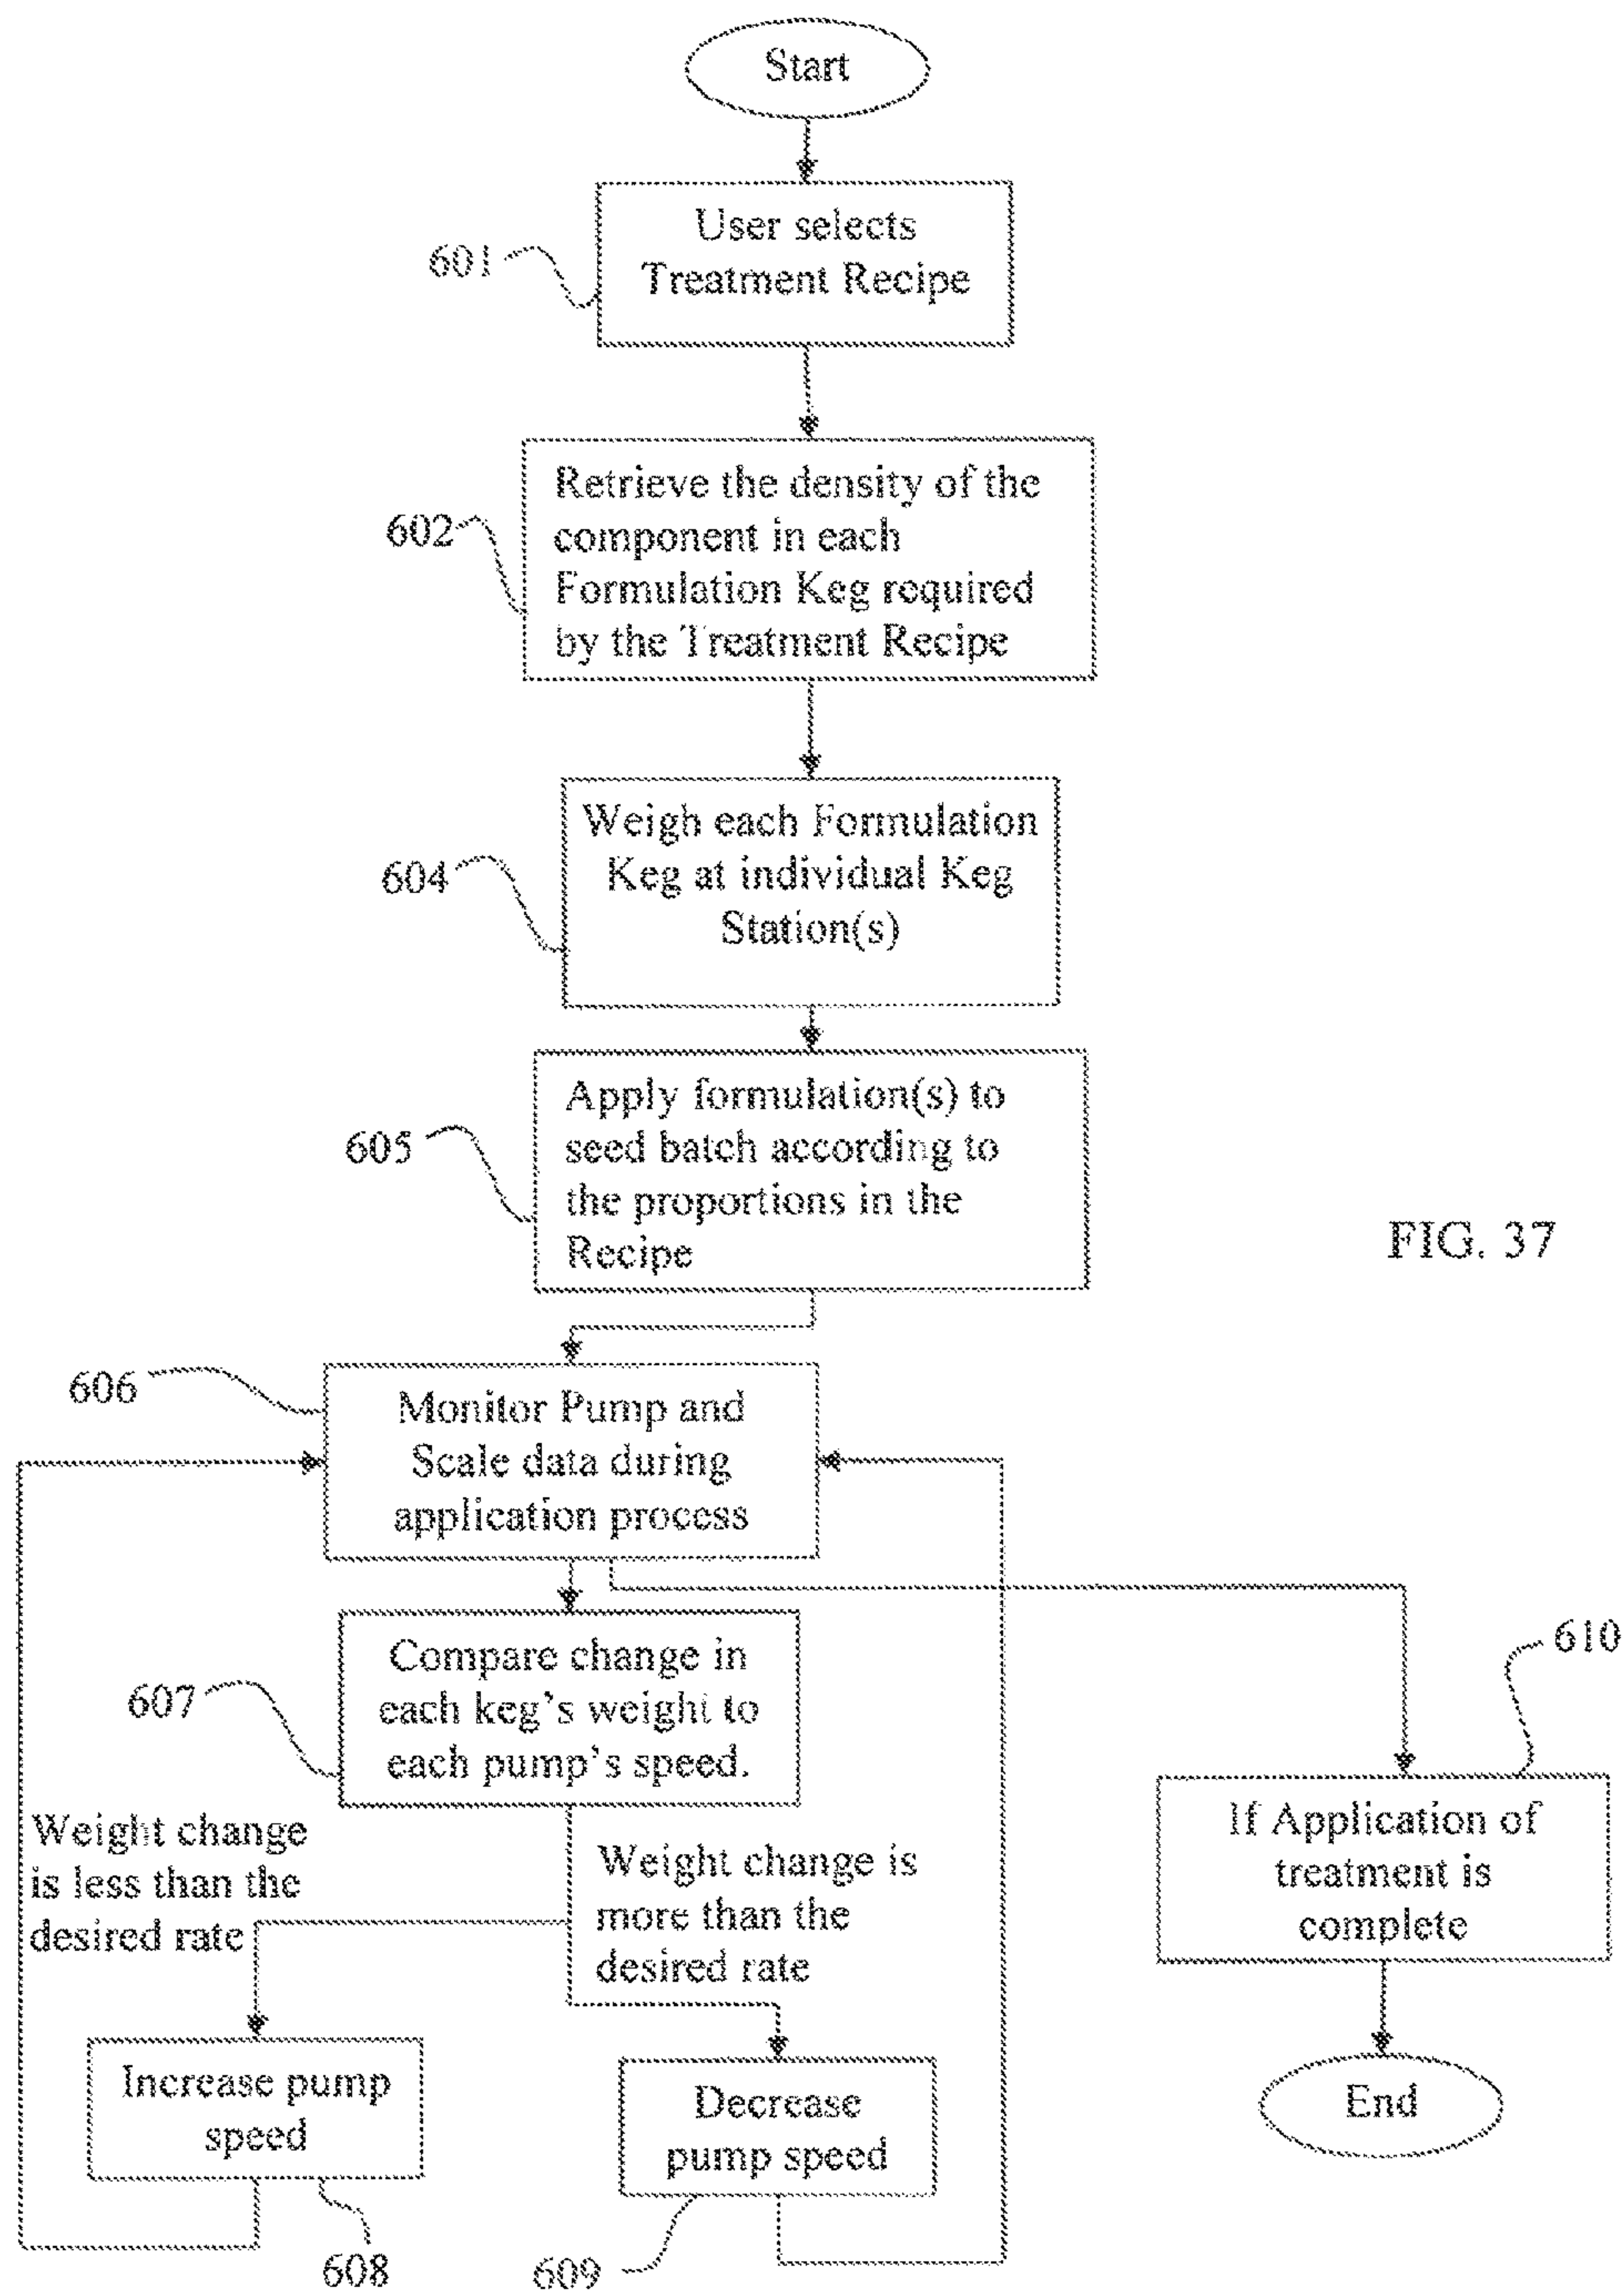 Start
User selects
Treatment Recipe
601
Retrieve the density of the
component in each
Formulation Keg required
by the Treatment Recipe
602
Weigh each Formulation
Keg at individual Keg
Station(s)
604
Apply formulation(s) to
seed batch according to
the proportions in the
Recipe
605
FIG. 37
606
Monitor Pump and
Scale data during
application process
607
Compare change in
each keg's weight to
each pump's speed.
610
If Application of
treatment is
complete
Weight change
is less than the
desired rate
Weight change is
more than the
desired rate
Increase pump
speed
608
Decrease
pump speed
609
End